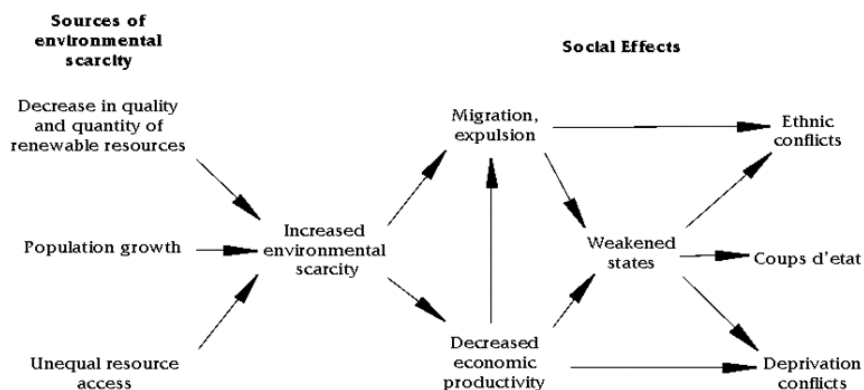 Sources of
environmental
scarcity
Social Effects
Decrease in quality
and quantity of
renewable resources
Migration,
expulsion
Ethnic
conflicts
Population growth
Increased
environmental
scarcity
Weakened
states
Coups d'etat
Unequal resource
access
Decreased
economic
productivity
Deprivation
conflicts